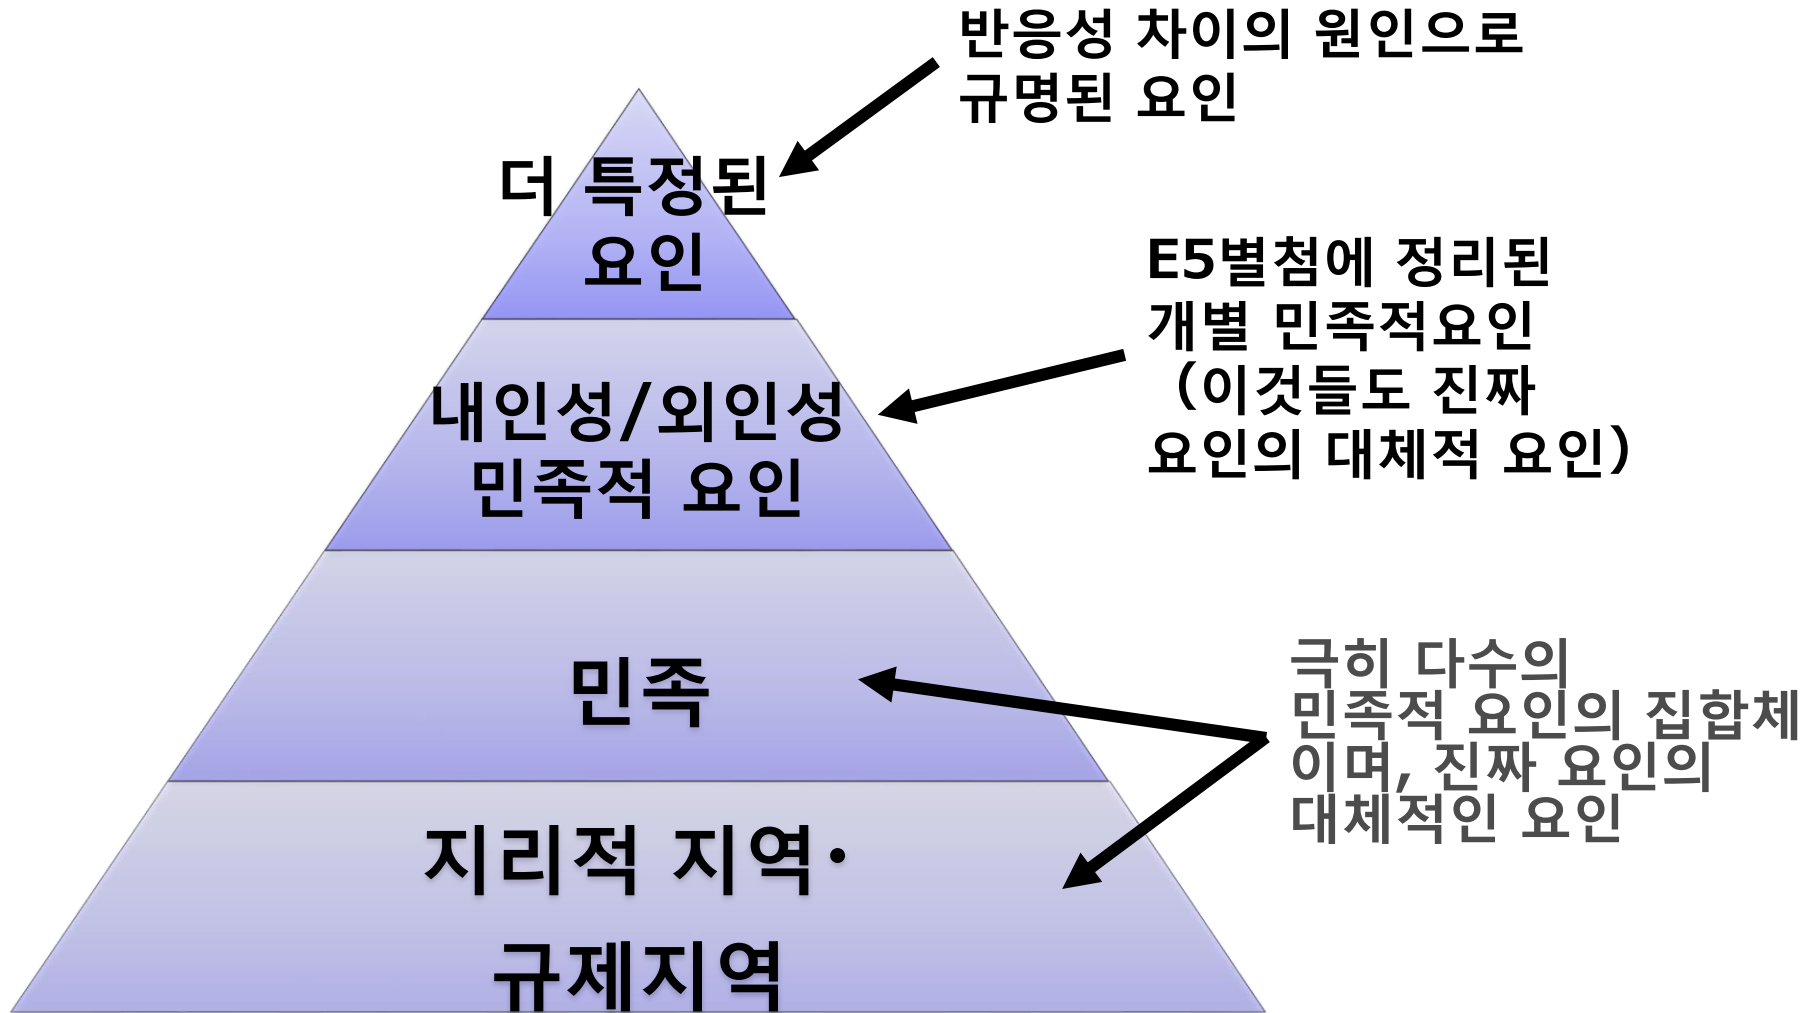 반응성 차이의 원인으로
규명된 요인
더 특정된
요인
E5별첨에 정리된
개별 민족적요인
(이것들도 진짜
요인의 대체적 요인)
내인성/외인성
민족적 요인
극히 다수의
민족적 요인의 집합체
이며, 진짜 요인의
대체적인 요인
민족
지리적 지역·
규제지역